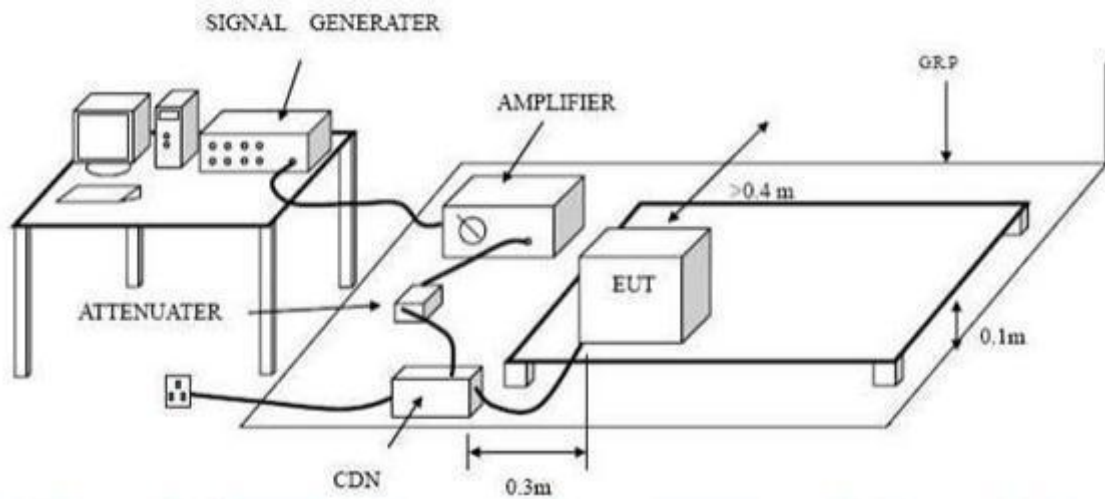 SIGNAL GENERATER
GRP
AMPLIFIER
>0.4 m
EUT
ATTENUATER
0.1m
CDN
0.3m